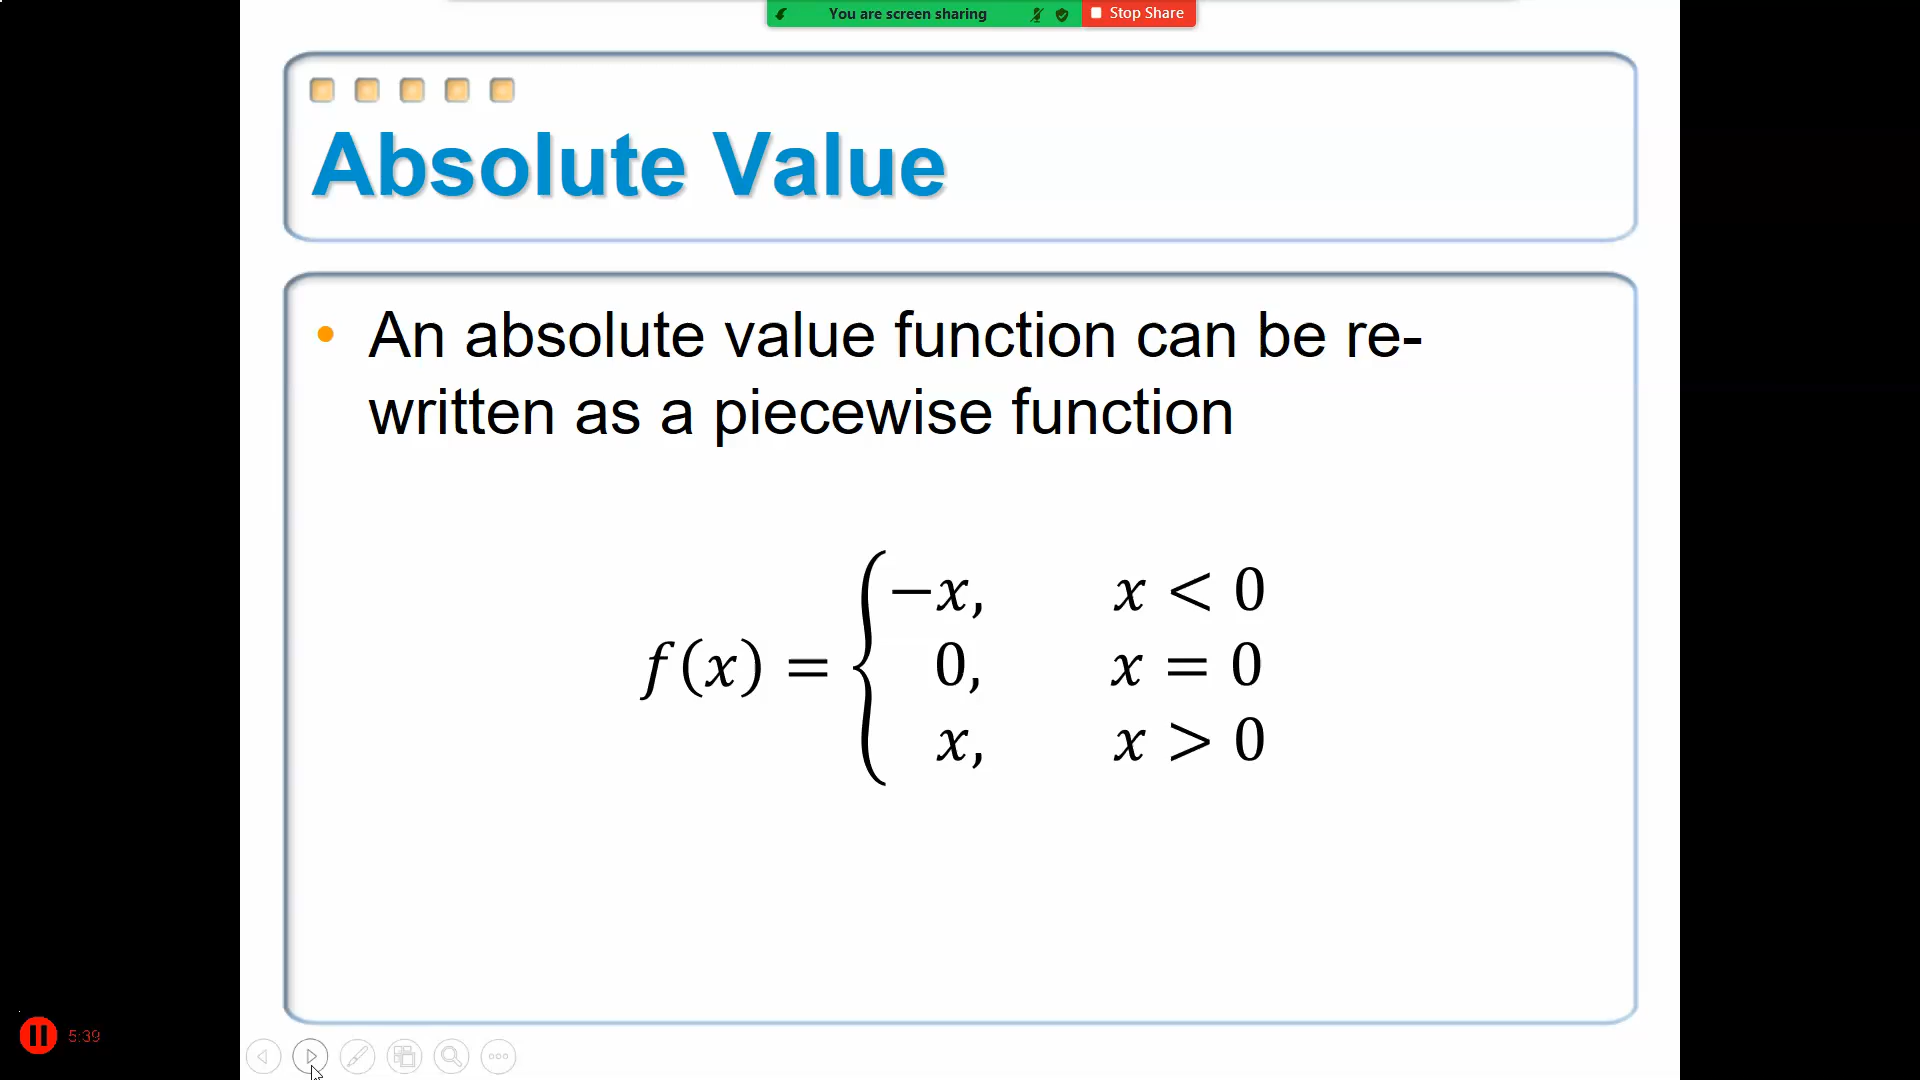 You are screen sharing
Stop Share
Absolute Value
• An absolute value function can be re-
written as a piecewise function
−x, x < 0
f(x) = { 0, x = 0
x, x > 0
5:39